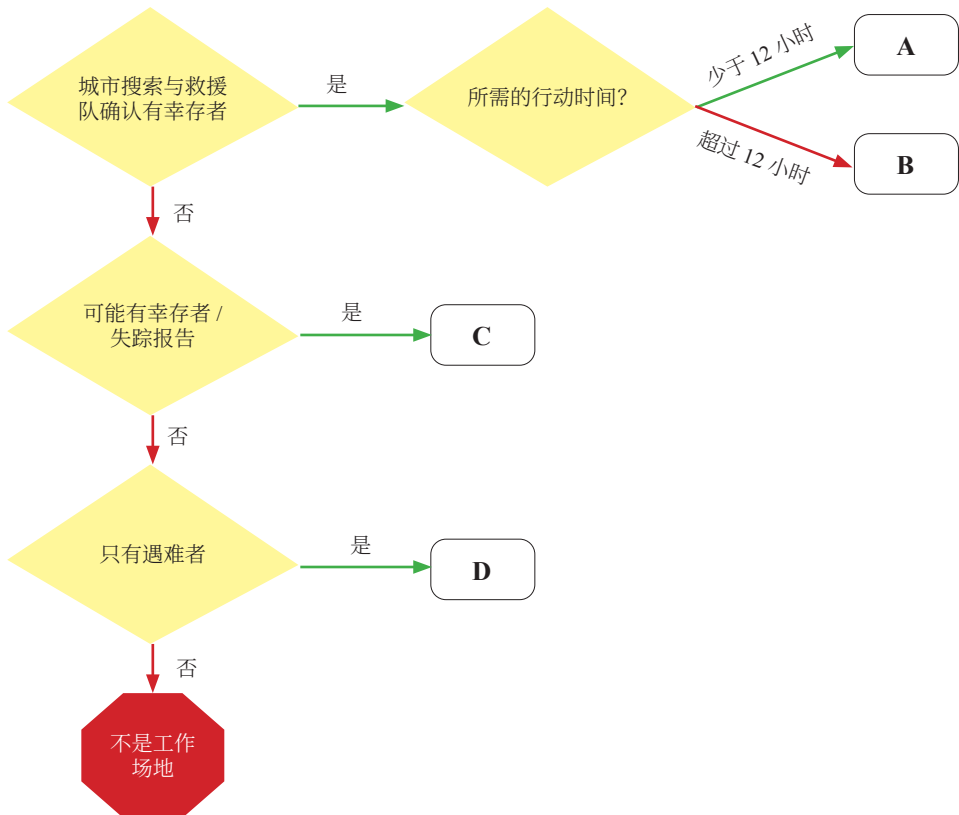 城市搜索与救援
队确认有幸存者
是
所需的行动时间?
少于 12 小时
A
超过 12 小时
B
否
可能有幸存者 /
失踪报告
是
C
否
只有遇难者
是
D
否
不是工作
场地